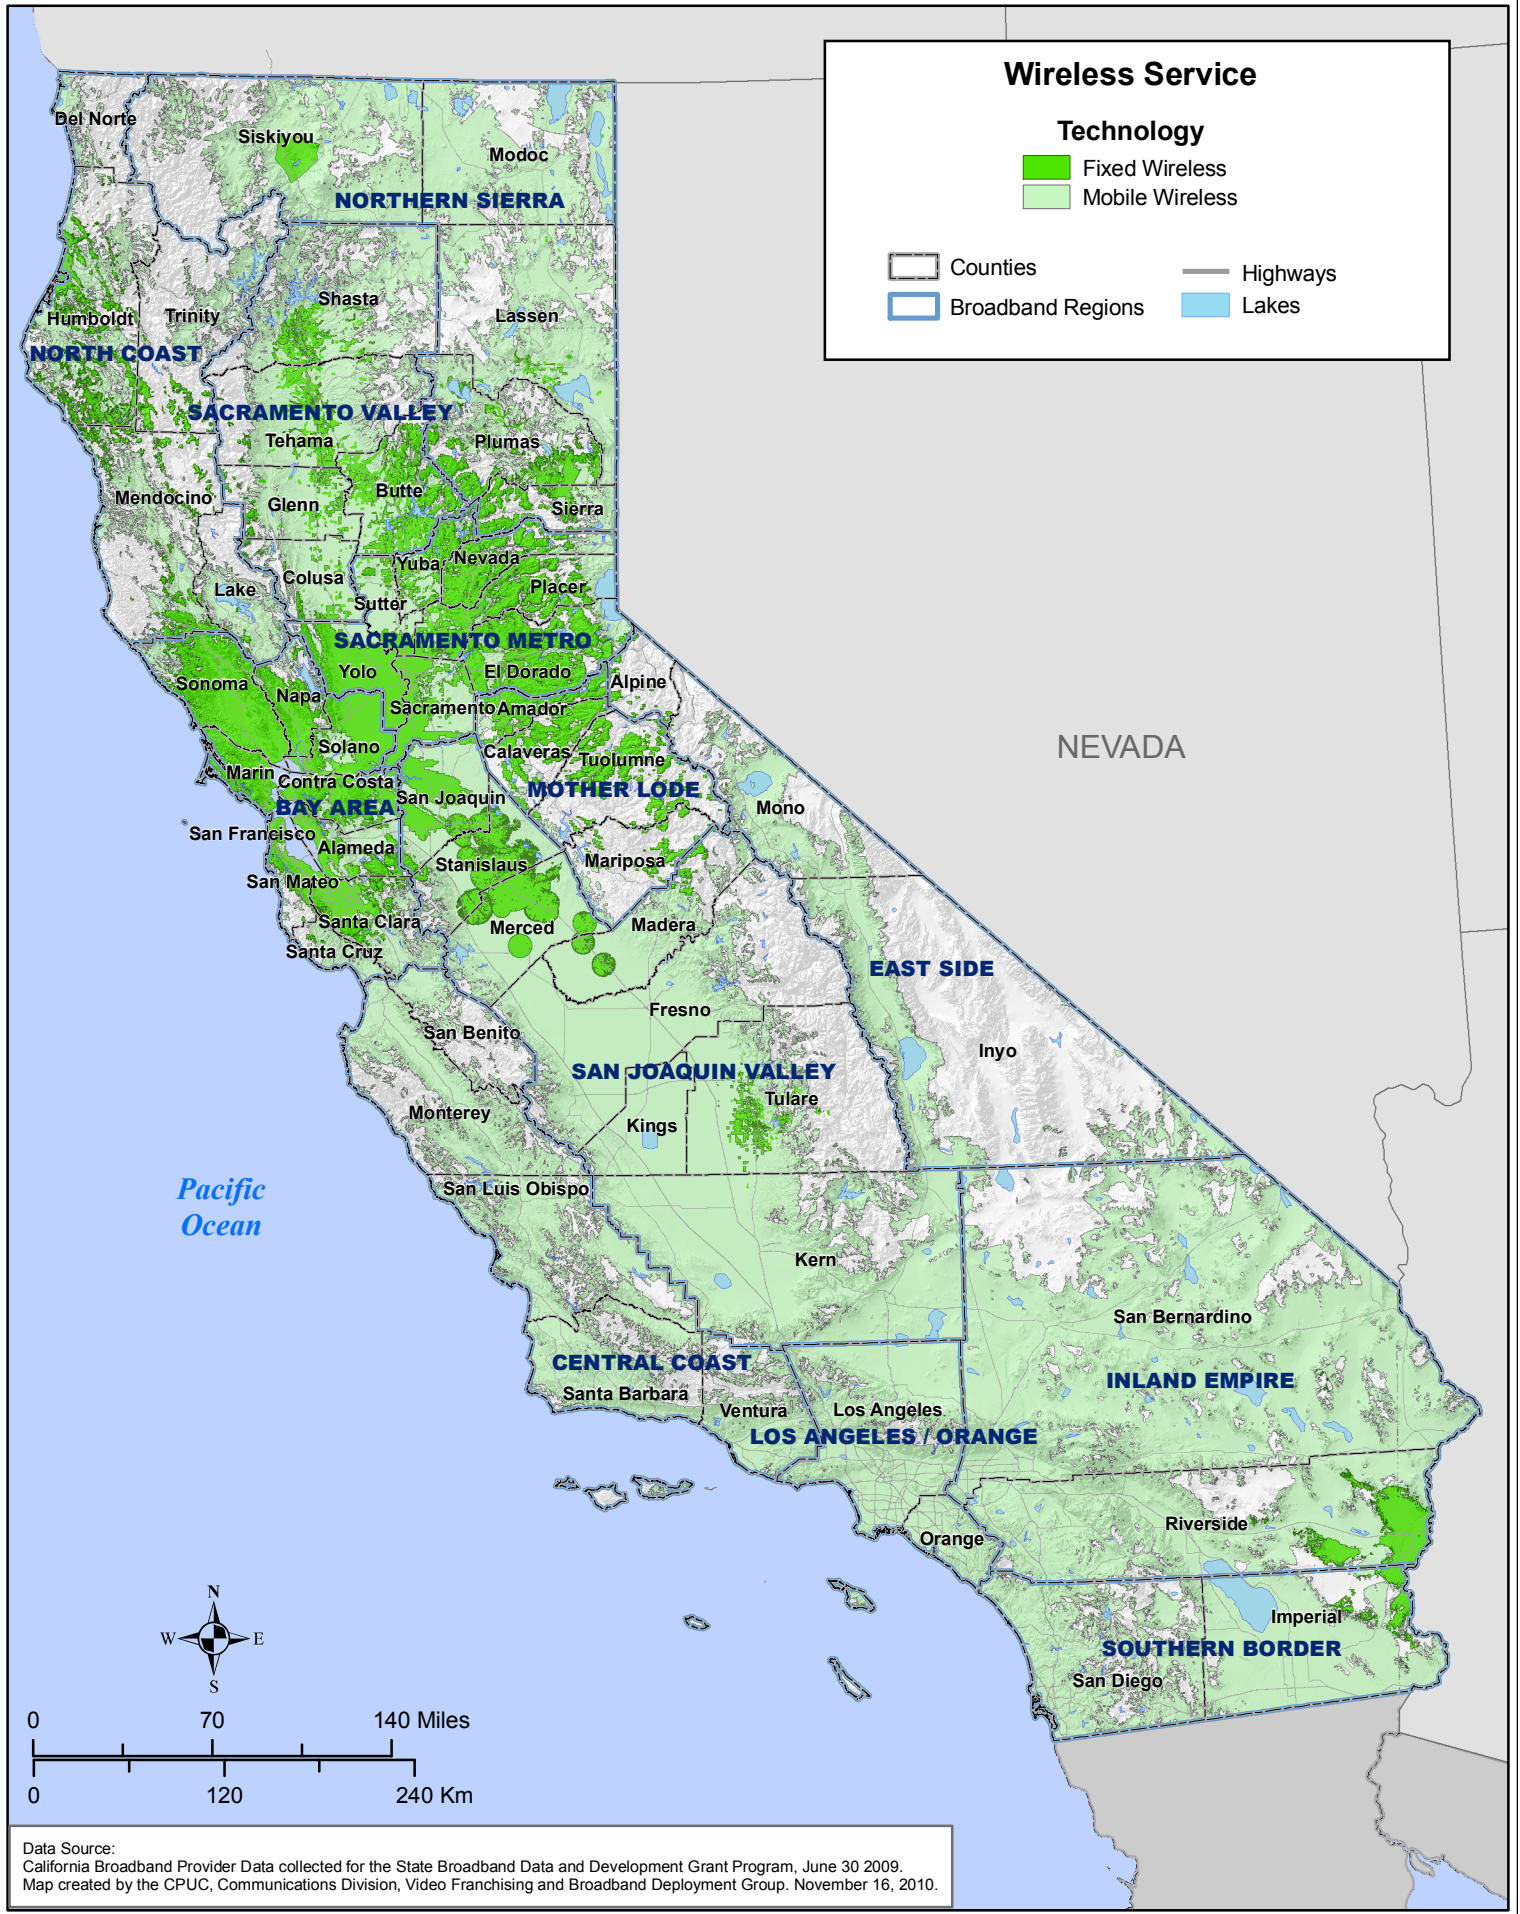 Wireless Service
Technology
Fixed Wireless
Mobile Wireless
Counties
Highways
Broadband Regions
Lakes
Del Norte
Siskiyou
Modoc
NORTHERN SIERRA
Shasta
Humboldt
Trinity
Lassen
NORTH COAST
SACRAMENTO VALLEY
Tehama
Plumas
Mendocino
Butte
Glenn
Sierra
Yuba
Nevada
Colusa
Placer
Lake
Sutter
SACRAMENTO METRO
Yolo
El Dorado
Sonoma
Napa
Alpine
Sacramento
Amador
Solano
Calaveras
Tuolumne
NEVADA
Marin
Contra Costa
MOTHER LODE
San Joaquin
BAY AREA
Mono
San Francisco
Alameda
Stanislaus
Mariposa
San Mateo
Santa Clara
Merced
Madera
Santa Cruz
EAST SIDE
Fresno
San Benito
Inyo
SAN JOAQUIN VALLEY
Tulare
Monterey
Kings
Pacific
Ocean
San Luis Obispo
Kern
San Bernardino
CENTRAL COAST
INLAND EMPIRE
Santa Barbara
Ventura
Los Angeles
LOS ANGELES / ORANGE
Riverside
Orange
Imperial
SOUTHERN BORDER
San Diego
N
W E
S
0 70 140 Miles
0 120 240 Km
Data Source:
California Broadband Provider Data collected for the State Broadband Data and Development Grant Program, June 30 2009.
Map created by the CPUC, Communications Division, Video Franchising and Broadband Deployment Group. November 16, 2010.